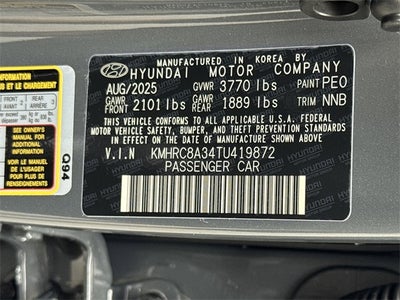 MANUFACTURED IN KOREA BY
HYUNDAI MOTOR COMPANY
AUG/2025 GVWR 3770 lbs PAINT PE0
GAWR FRONT 2101 lbs GAWR REAR 1889 lbs TRIM NNB
THIS VEHICLE CONFORMS TO ALL APPLICABLE U.S.A. FEDERAL
MOTOR VEHICLE SAFETY, BUMPER, AND THEFT
PREVENTION STANDARDS IN EFFECT ON THE DATE OF
MANUFACTURE SHOWN ABOVE.
V.I.N KMHRC8A34TU419872
PASSENGER CAR
INFORMATION
REAR 3
SEE OWNER'S
MANUAL FOR
ADDITIONAL
INFORMATION
VOIR LE MANUEL
DE L'USAGER
POUR PLUS DE
RENSEIGNEMENTS
Q94